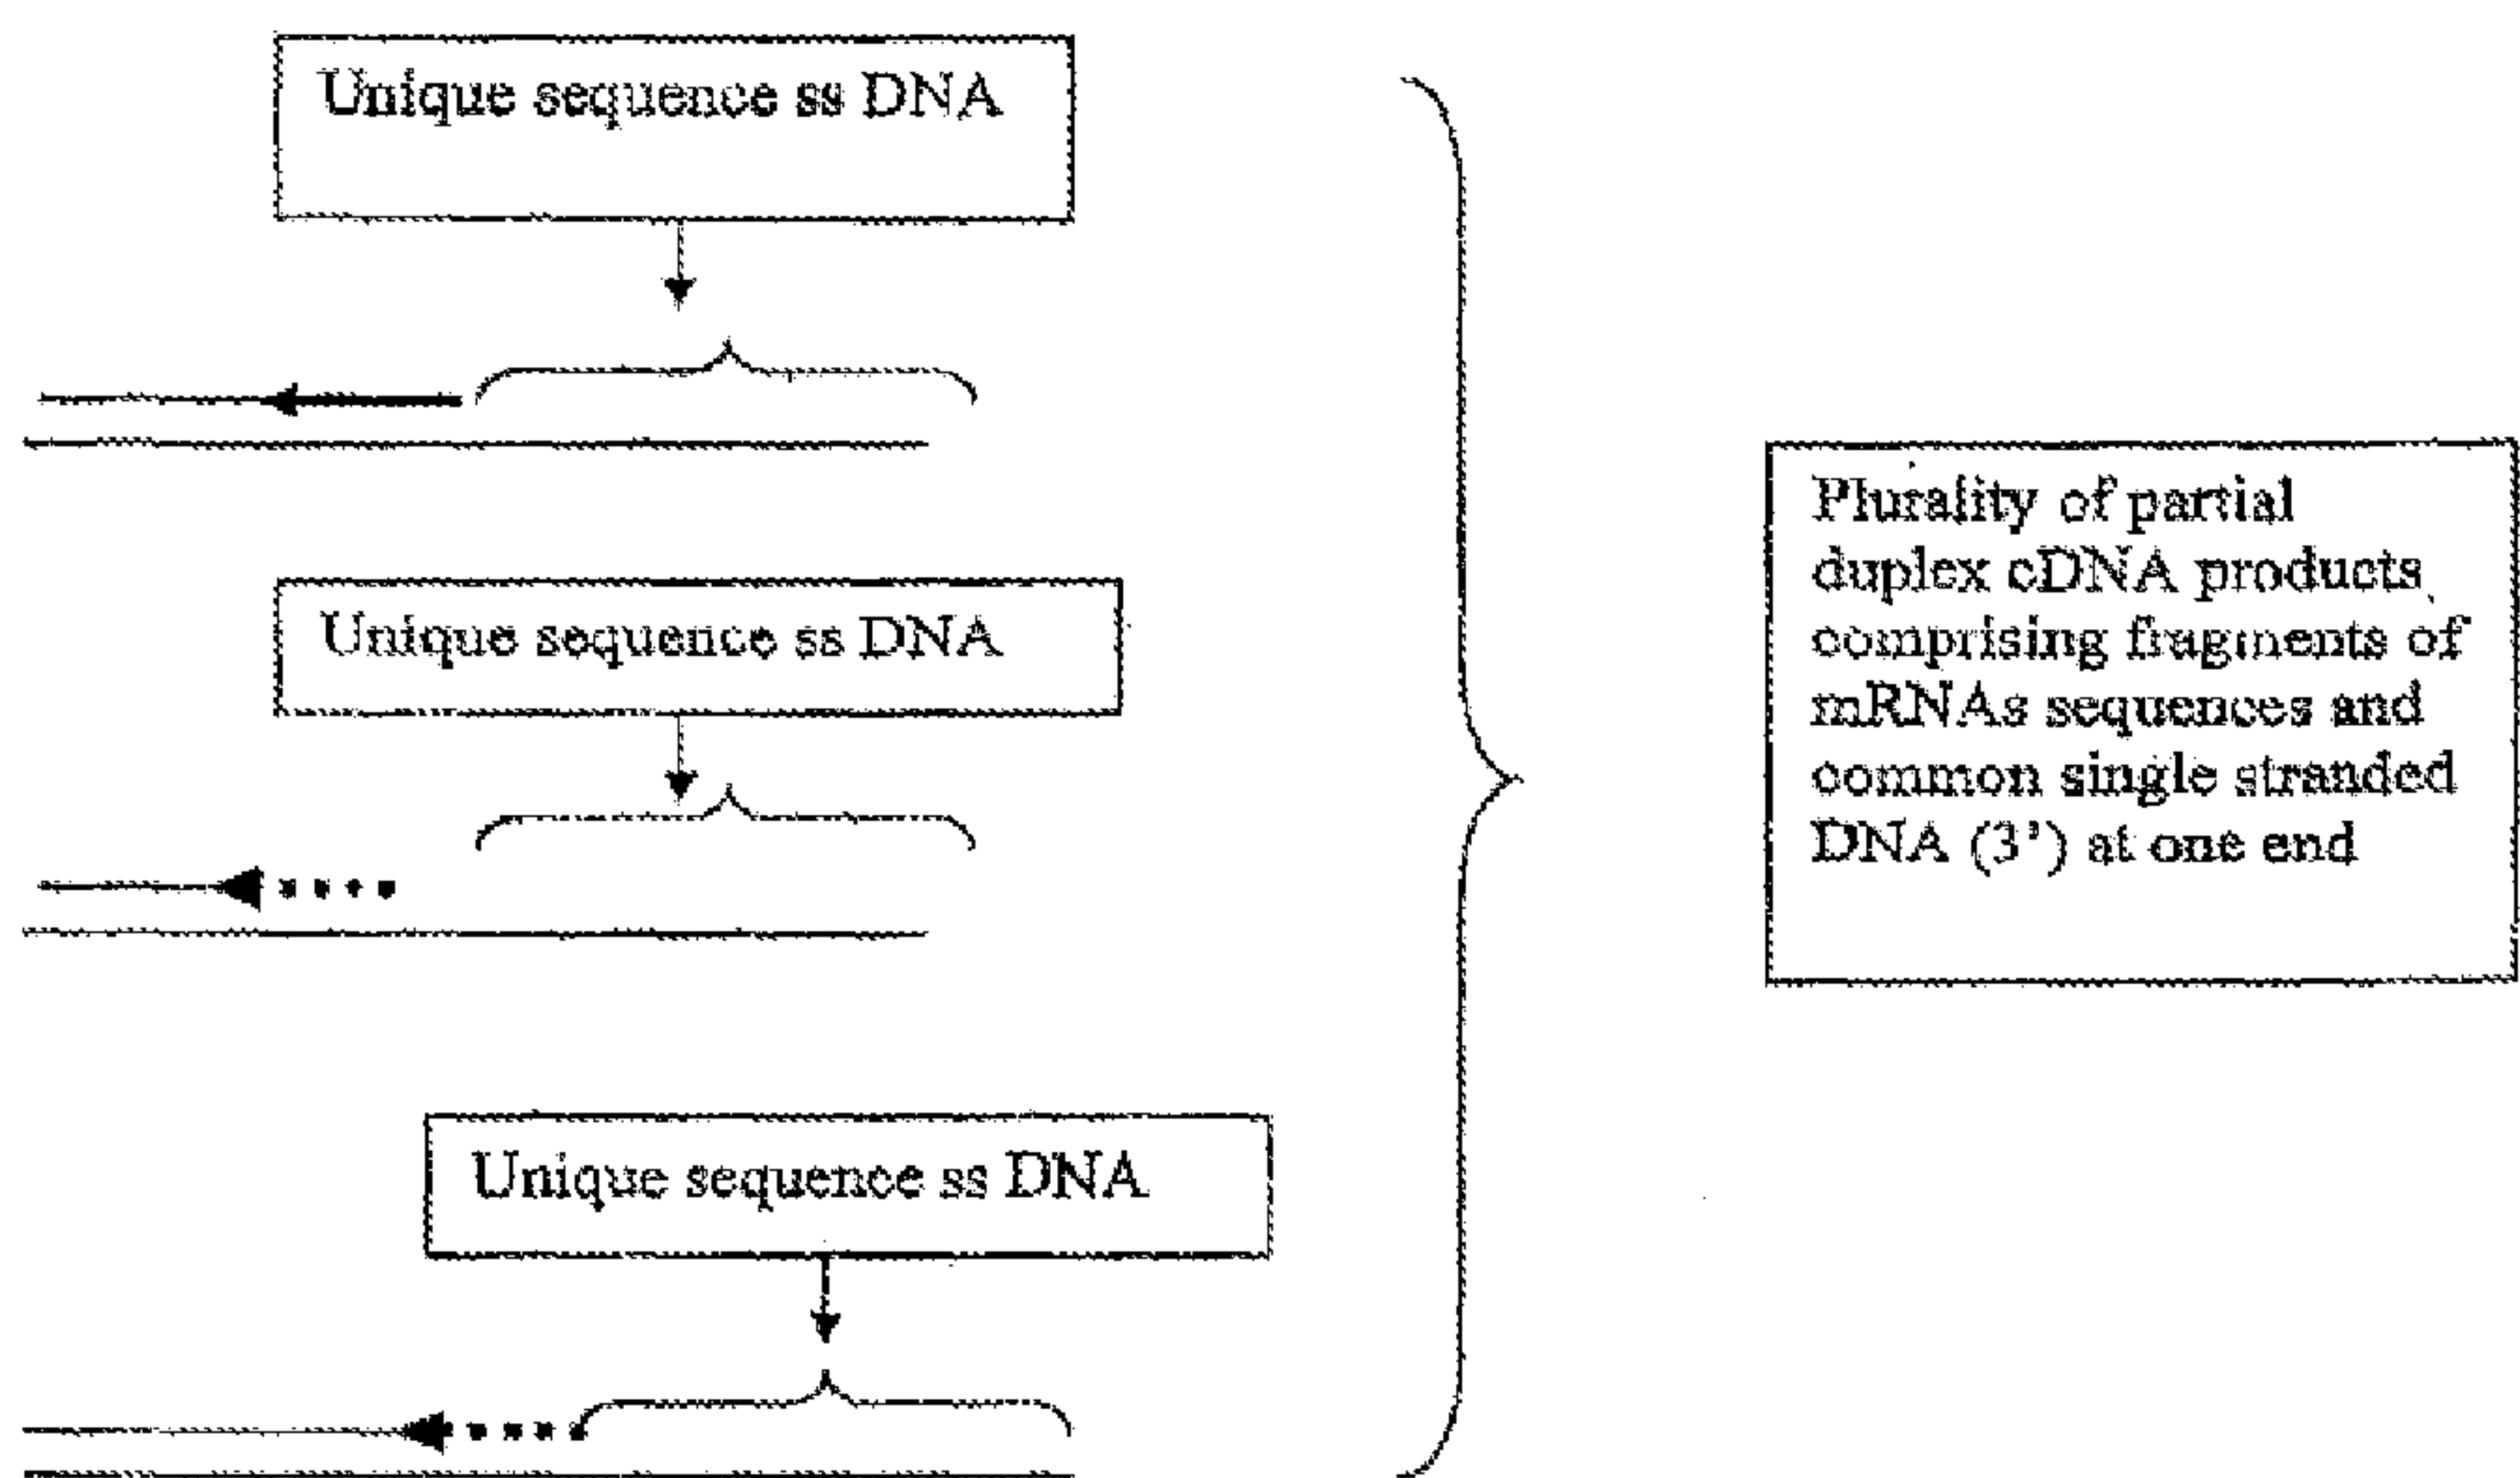 Unique sequence ss DNA
Unique sequence ss DNA
Unique sequence ss DNA
Plurality of partial
duplex cDNA products
comprising fragments of
mRNAs sequences and
common single stranded
DNA (3') at one end